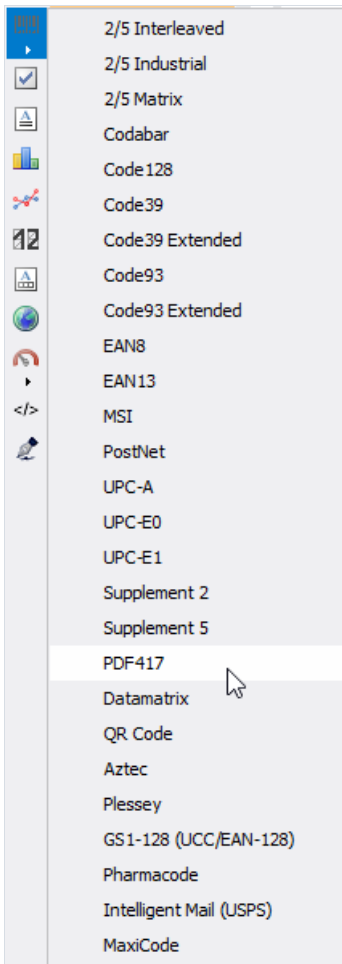 2/5 Interleaved
2/5 Industrial
2/5 Matrix
Codabar
Code128
Code39
Code39 Extended
Code93
Code93 Extended
EAN8
EAN13
MSI
PostNet
UPC-A
UPC-E0
UPC-E1
Supplement 2
Supplement 5
PDF417
Datamatrix
QR Code
Aztec
Plessey
GS1-128 (UCC/EAN-128)
Pharmacode
Intelligent Mail (USPS)
MaxiCode